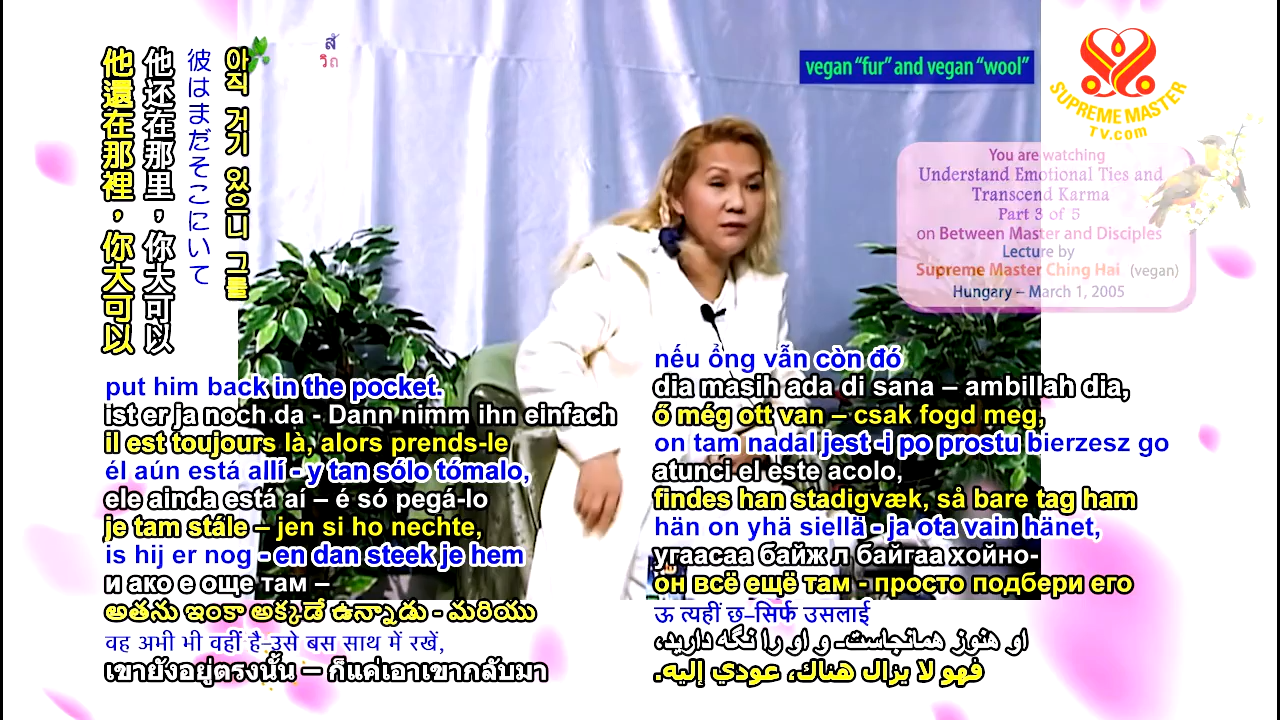 他還在那裡，你大可以
他还在那里，你大可以
彼はまだそこにいて
아직 거기 있으니 그를
ส้
วิถ
vegan “fur” and vegan “wool”
SUPREME MASTER
TV.com
You are watching
Understand Emotional Ties and
Transcend Karma
Part 3 of 5
on Between Master and Disciples
Lecture by
Supreme Master Ching Hai (vegan)
Hungary – March 1, 2005
put him back in the pocket.
ist er ja noch da - Dann nimm ihn einfach
il est toujours là, alors prends-le
él aún está allí - y tan sólo tómalo,
ele ainda está aí – é só pegá-lo
je tam stále – jen si ho nechte,
is hij er nog - en dan steek je hem
и ако е още там –
అతను ఇంకా అక్కడే ఉన్నాడు - మరియు
वह अभी भी वहीं है–उसे बस साथ में रखें,
เขายังอยู่ตรงนั้น – ก็แค่เอาเขากลับมา
nếu ổng vẫn còn đó
dia masih ada di sana – ambillah dia,
ő még ott van – csak fogd meg,
on tam nadal jest -i po prostu bierzesz go
atunci el este acolo,
findes han stadigvæk, så bare tag ham
hän on yhä siellä - ja ota vain hänet,
угаасаа байж л байгаа хойно-
он всё ещё там - просто подбери его
ऊ त्यहीं छ–सिर्फ उसलाई
او هنوز همانجاست. و او را نگه دارید،
فهو لا يزال هناك، عودي إليه.